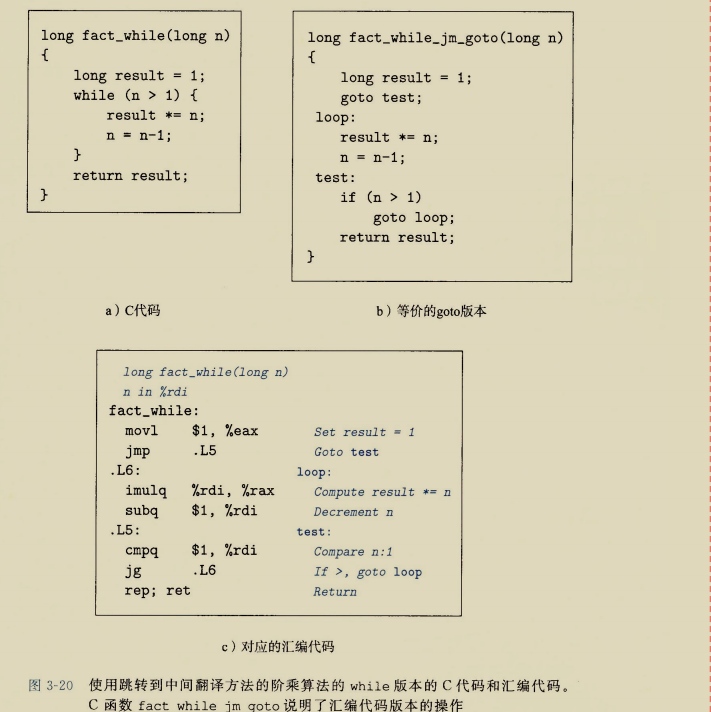 long fact_while(long n)
{
    long result = 1;
    while (n > 1) {
        result *= n;
        n = n-1;
    }
    return result;
}
a）C代码
long fact_while_jm_goto(long n)
{
    long result = 1;
    goto test;
 loop:
    result *= n;
    n = n-1;
 test:
    if (n > 1)
        goto loop;
    return result;
}
b）等价的goto版本
long fact_while(long n)
n in %rdi
fact_while:
  movl    $1, %eax    Set result = 1
  jmp     .L5    Goto test
.L6:    loop:
  imulq   %rdi, %rax    Compute result *= n
  subq    $1, %rdi    Decrement n
.L5:    test:
  cmpq    $1, %rdi    Compare n:1
  jg      .L6    If >, goto loop
  rep; ret    Return
c）对应的汇编代码
图 3-20 使用跳转到中间翻译方法的阶乘算法的 while 版本的 C 代码和汇编代码。
C 函数 fact_while_jm_goto 说明了汇编代码版本的操作